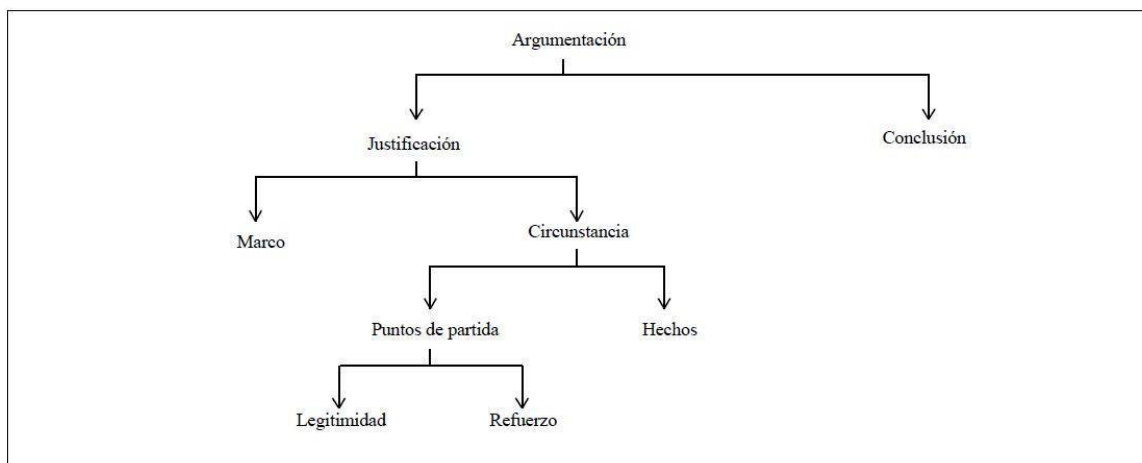 Argumentación
Justificación
Conclusión
Marco
Circunstancia
Puntos de partida
Hechos
Legitimidad
Refuerzo